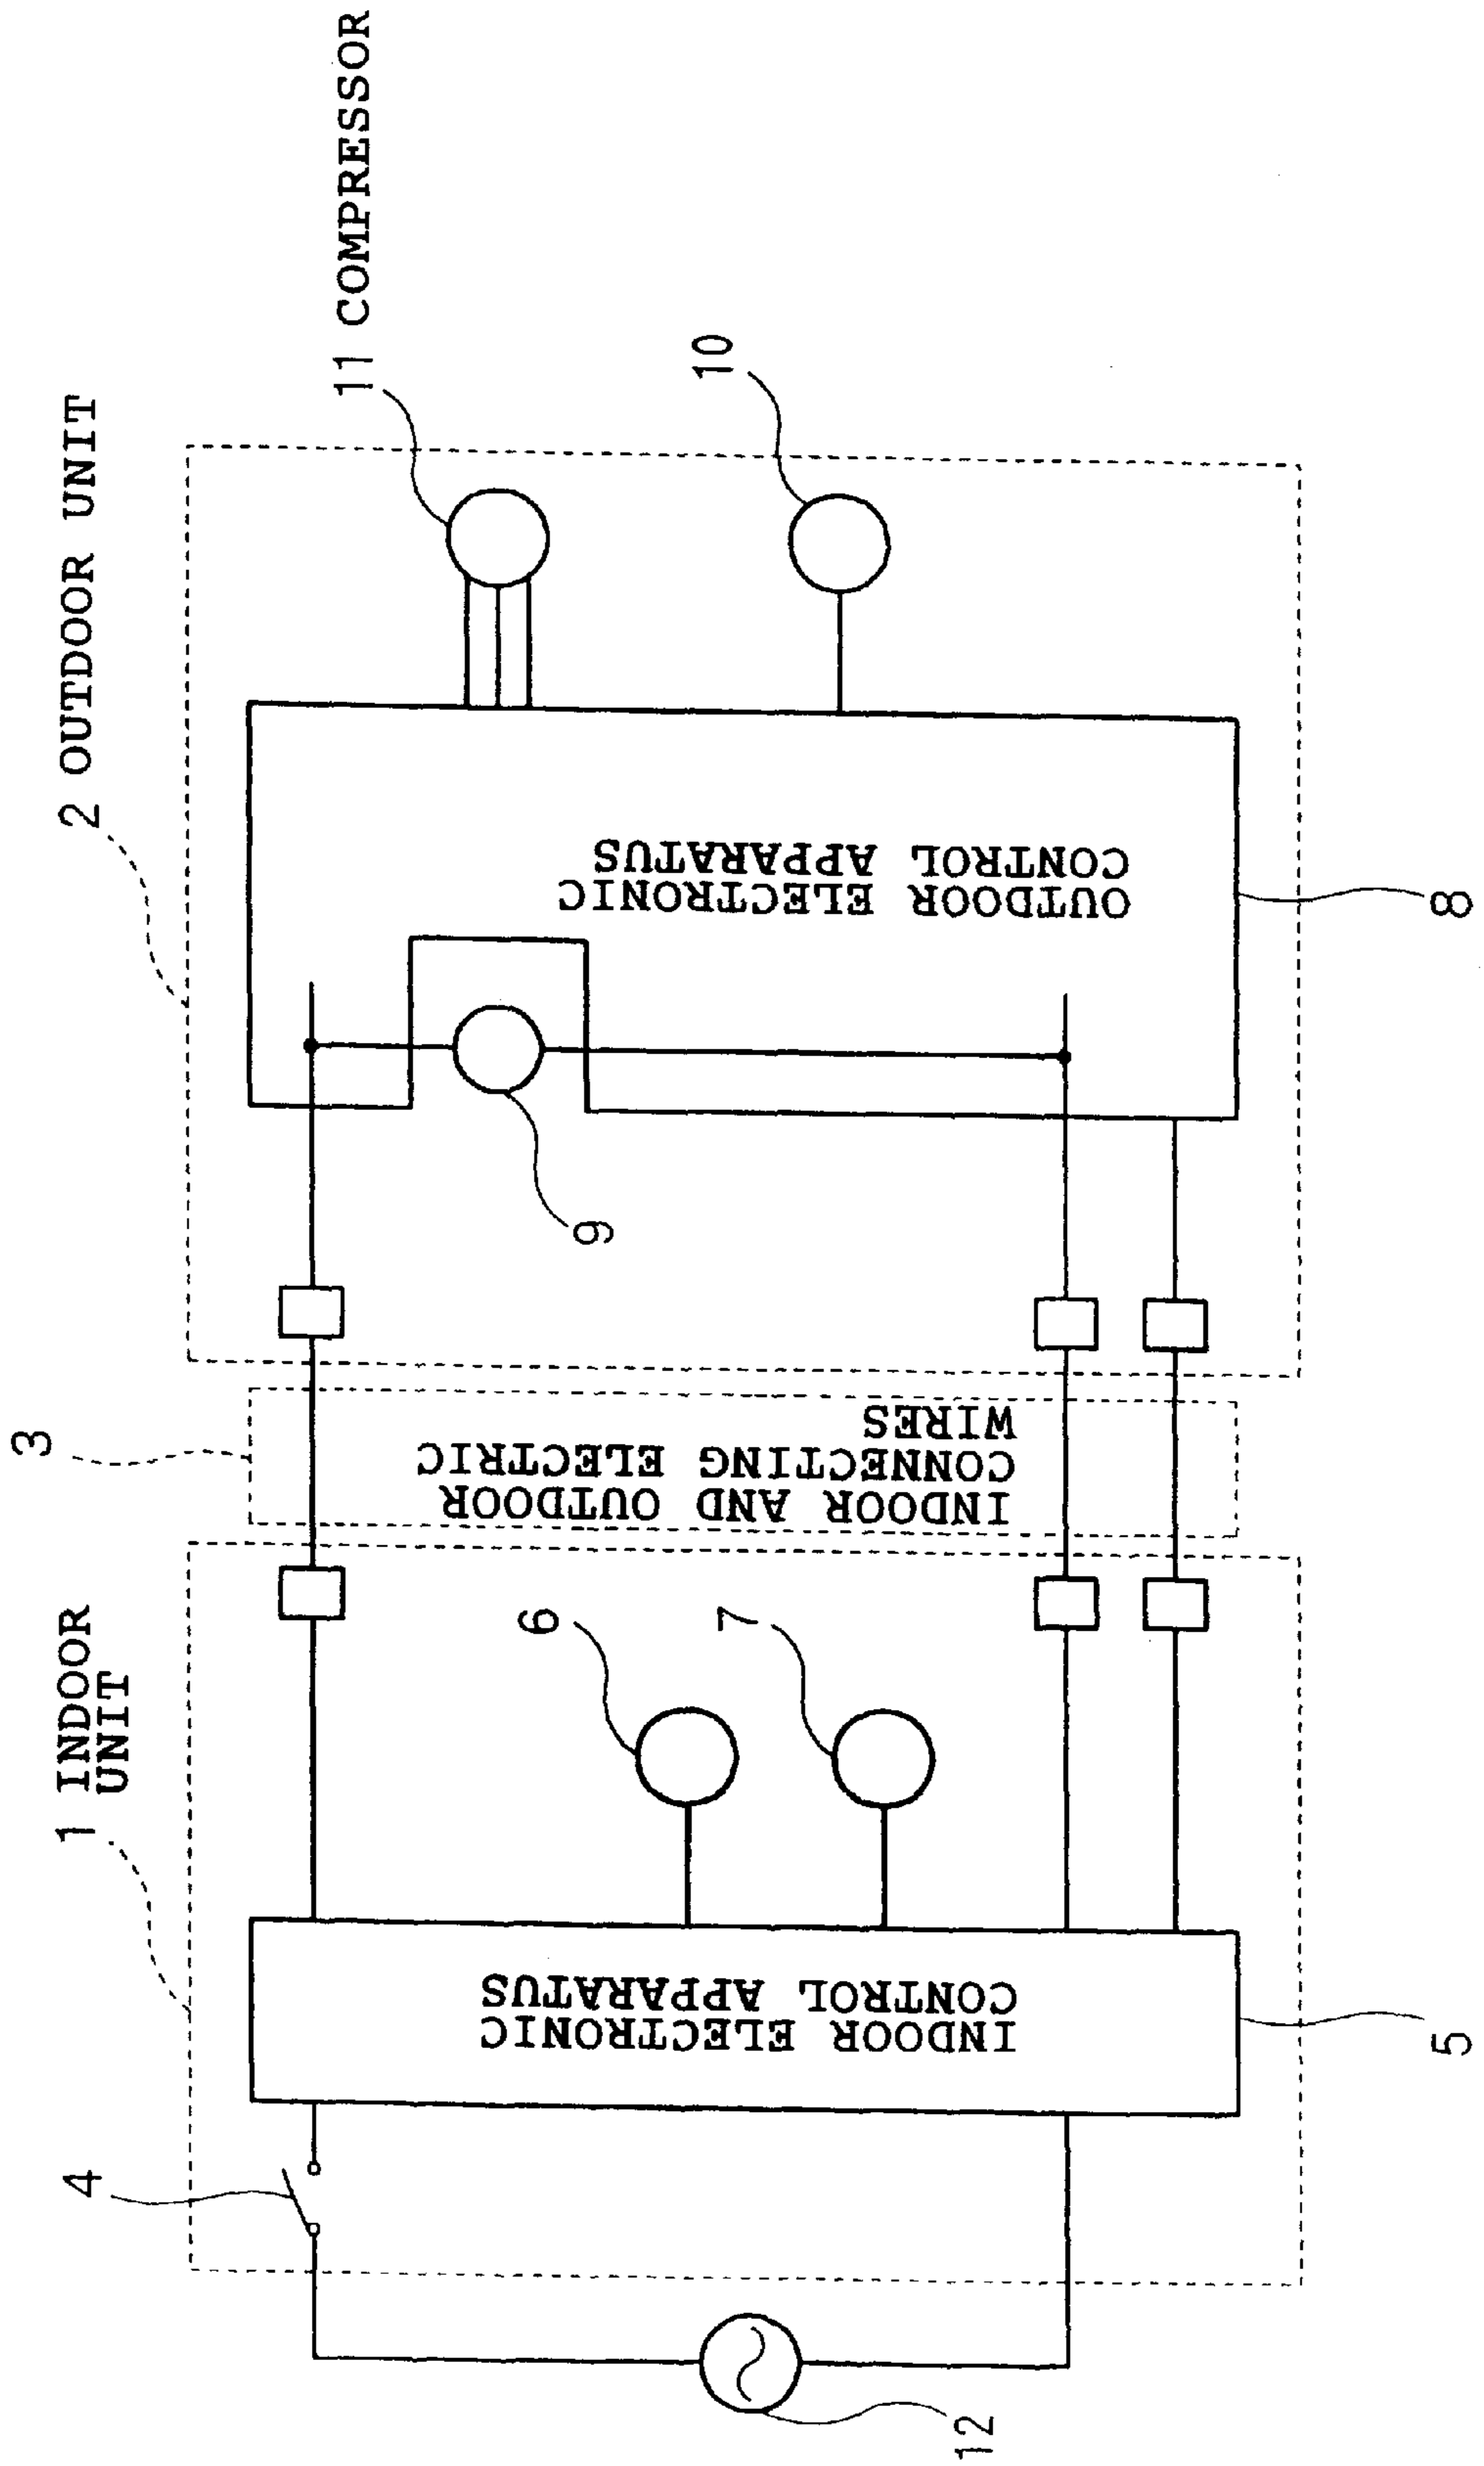 1 INDOOR
UNIT
2 OUTDOOR UNIT
3
4
INDOOR ELECTRONIC
CONTROL APPARATUS
5
6
7
INDOOR AND OUTDOOR
CONNECTING ELECTRIC
WIRES
OUTDOOR ELECTRONIC
CONTROL APPARATUS
8
9
10
11 COMPRESSOR
12